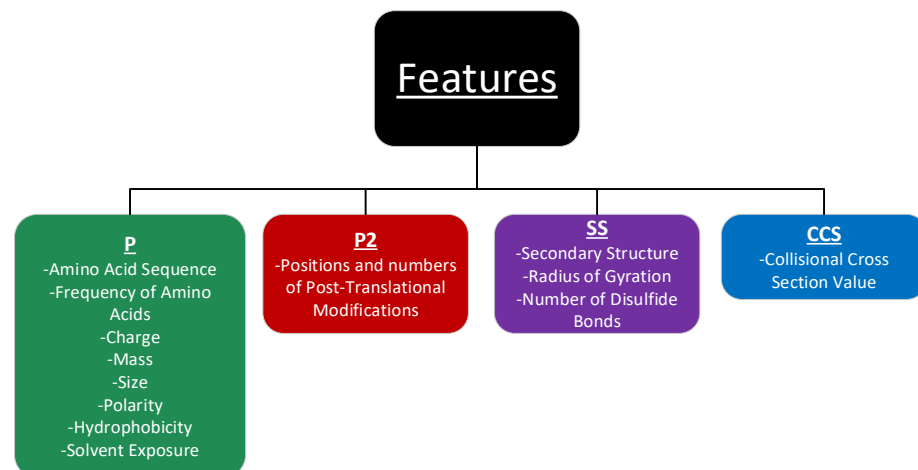 Features
P
-Amino Acid Sequence
-Frequency of Amino
Acids
-Charge
-Mass
-Size
-Polarity
-Hydrophobicity
-Solvent Exposure
P2
-Positions and numbers
of Post-Translational
Modifications
SS
-Secondary Structure
-Radius of Gyration
-Number of Disulfide
Bonds
CCS
-Collisional Cross
Section Value